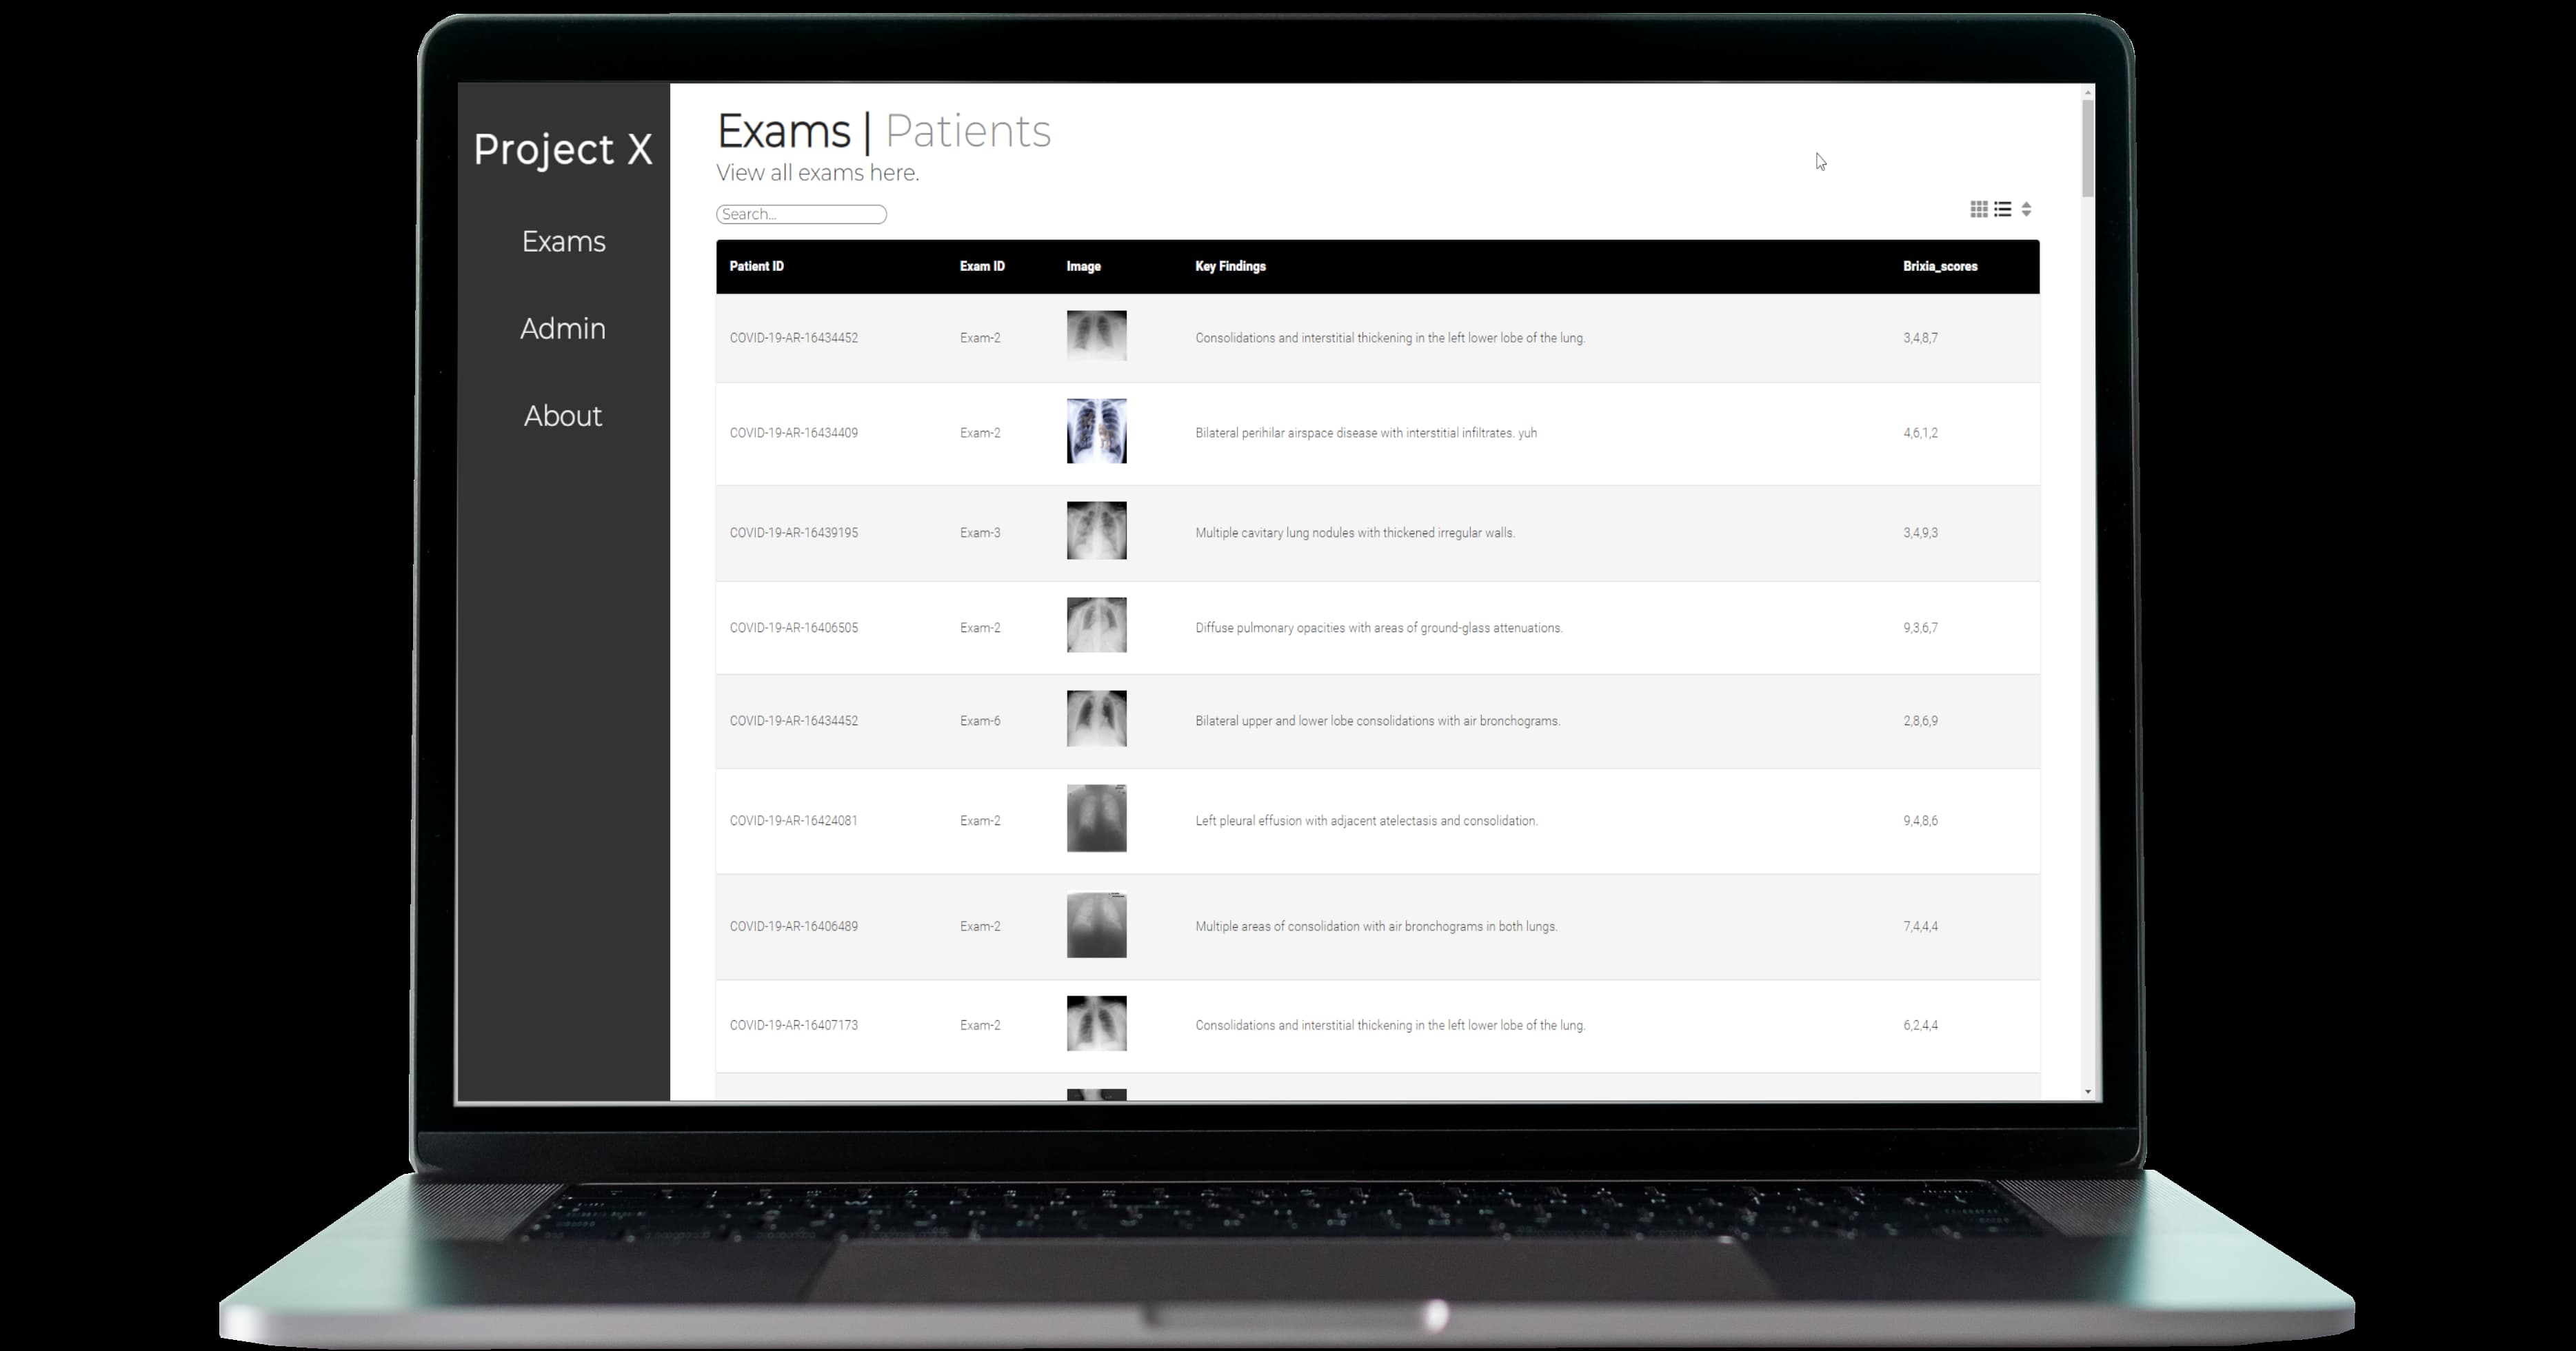 Project X
Exams
Admin
About
Exams | Patients
View all exams here.
Search...
Patient ID Exam ID Image Key Findings Brixia_scores
COVID-19-AR-16434452 Exam-2 Consolidations and interstitial thickening in the left lower lobe of the lung. 3,4,8,7
COVID-19-AR-16434409 Exam-2 Bilateral perihilar airspace disease with interstitial infiltrates. yuh 4,6,1,2
COVID-19-AR-16439195 Exam-3 Multiple cavitary lung nodules with thickened irregular walls. 3,4,9,3
COVID-19-AR-16406505 Exam-2 Diffuse pulmonary opacities with areas of ground-glass attenuations. 9,3,6,7
COVID-19-AR-16434452 Exam-6 Bilateral upper and lower lobe consolidations with air bronchograms. 2,8,6,9
COVID-19-AR-16424081 Exam-2 Left pleural effusion with adjacent atelectasis and consolidation. 9,4,8,6
COVID-19-AR-16406489 Exam-2 Multiple areas of consolidation with air bronchograms in both lungs. 7,4,4,4
COVID-19-AR-16407173 Exam-2 Consolidations and interstitial thickening in the left lower lobe of the lung. 6,2,4,4